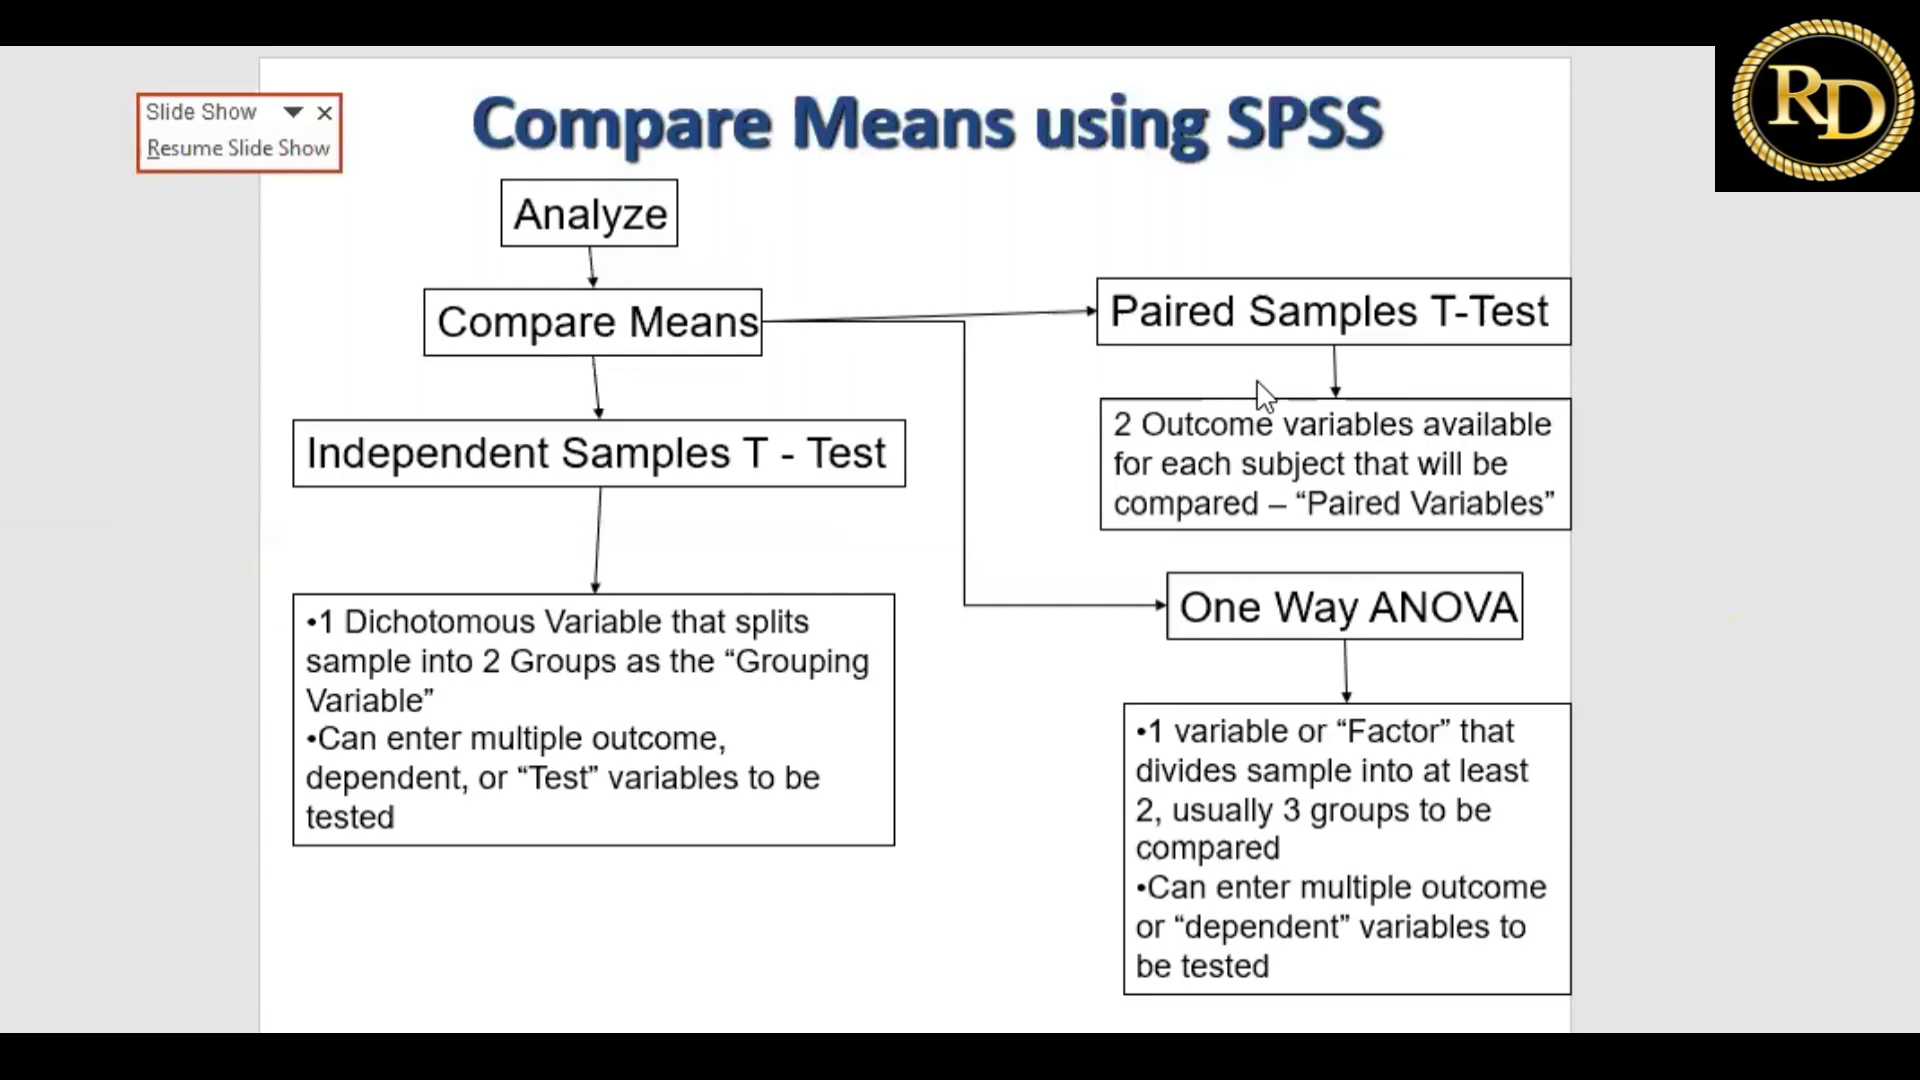 Slide Show
Resume Slide Show
RD
Compare Means using SPSS
Analyze
Compare Means
Independent Samples T - Test
•1 Dichotomous Variable that splits
sample into 2 Groups as the “Grouping
Variable”
•Can enter multiple outcome,
dependent, or “Test” variables to be
tested
Paired Samples T-Test
2 Outcome variables available
for each subject that will be
compared – “Paired Variables”
One Way ANOVA
•1 variable or “Factor” that
divides sample into at least
2, usually 3 groups to be
compared
•Can enter multiple outcome
or “dependent” variables to
be tested